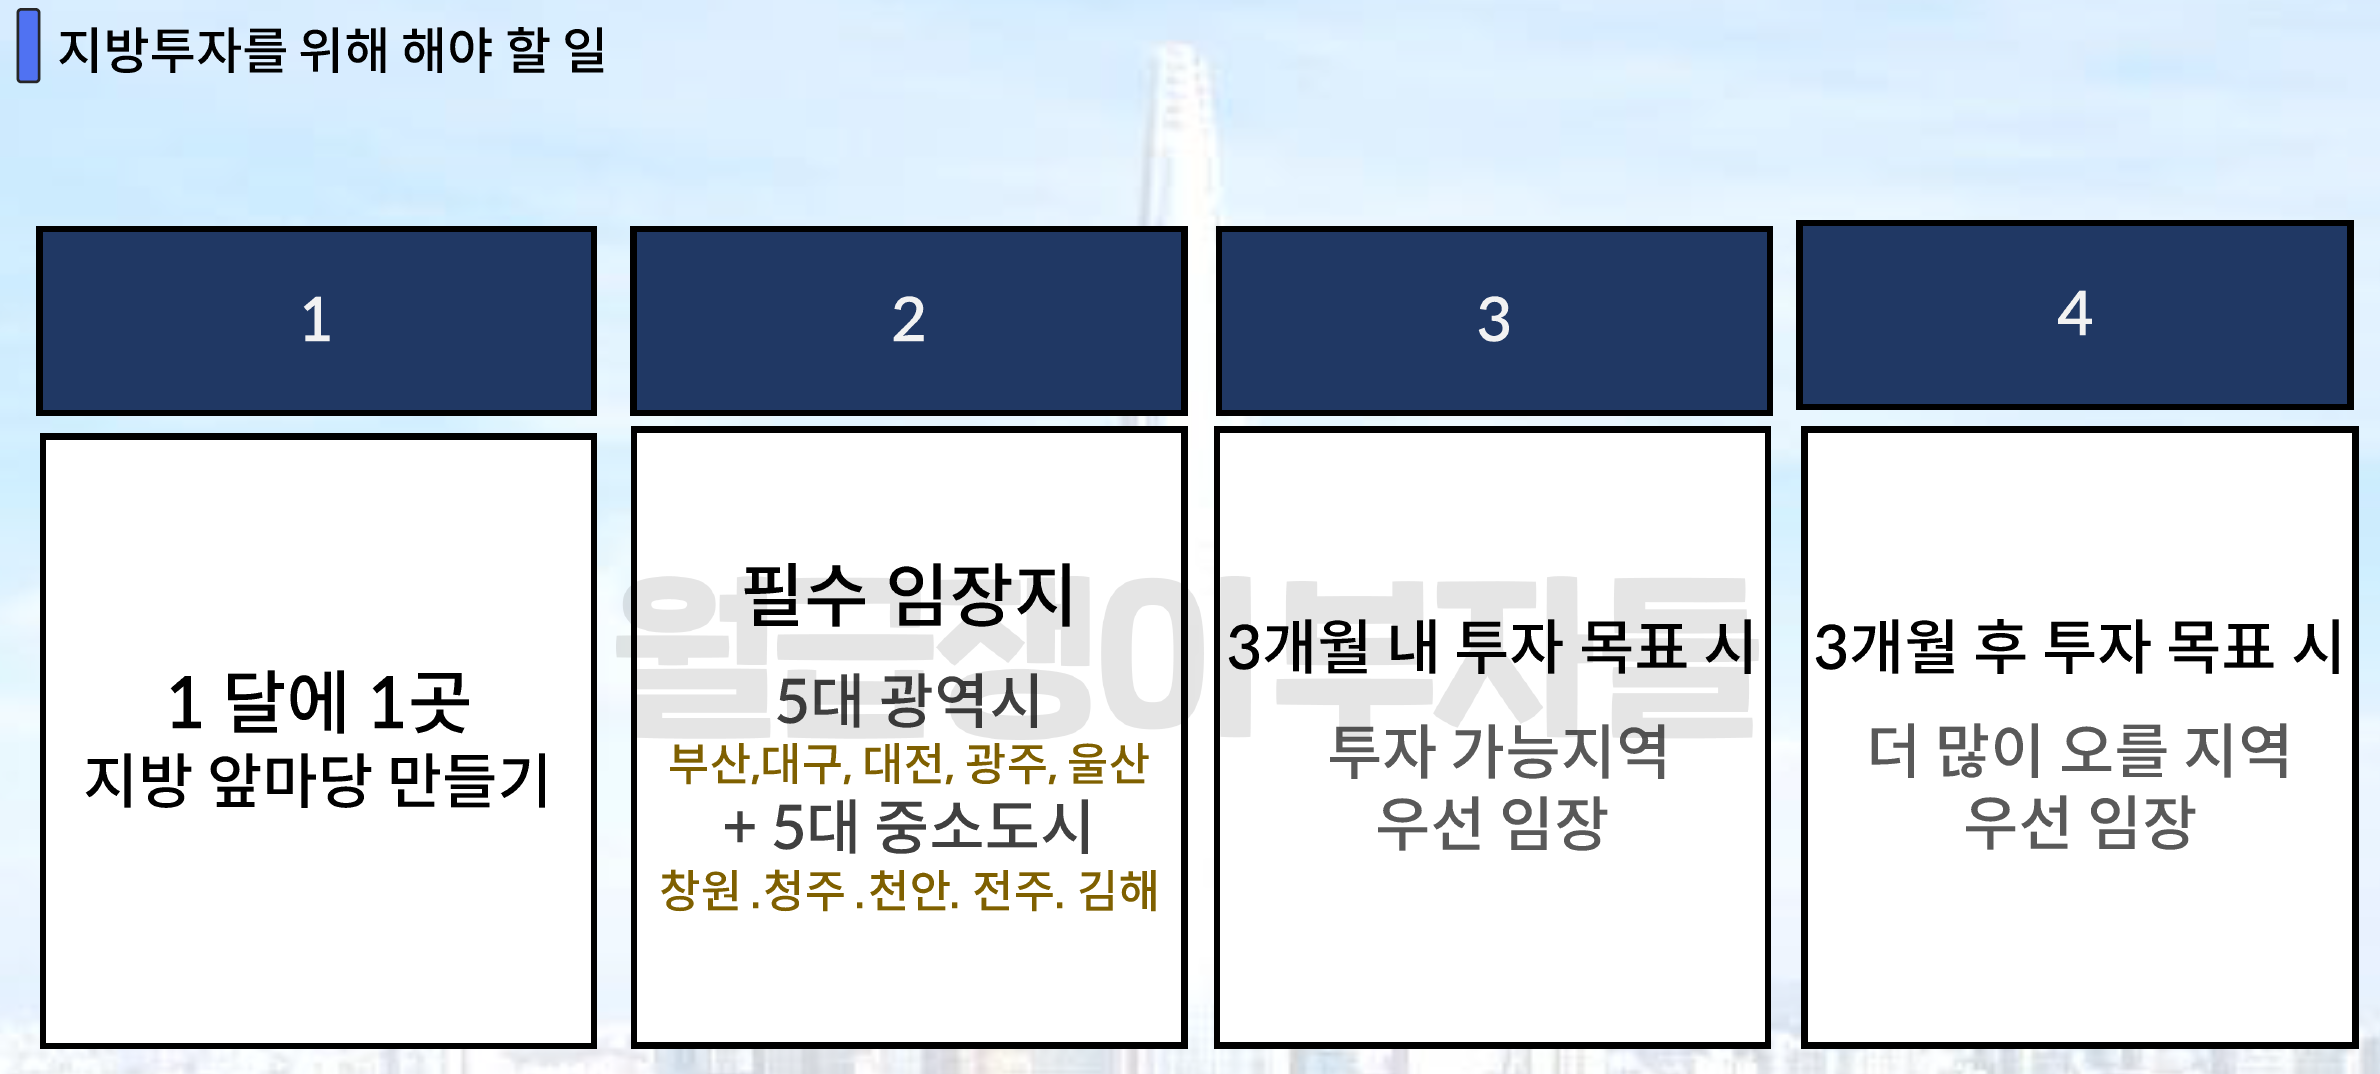 지방투자를 위해 해야 할 일
1
2
3
4
1 달에 1곳
지방 앞마당 만들기
필수 임장지
5대 광역시
부산,대구, 대전, 광주, 울산
+ 5대 중소도시
창원 .청주 .천안. 전주. 김해
3개월 내 투자 목표 시
투자 가능지역
우선 임장
3개월 후 투자 목표 시
더 많이 오를 지역
우선 임장
월급쟁이부자들